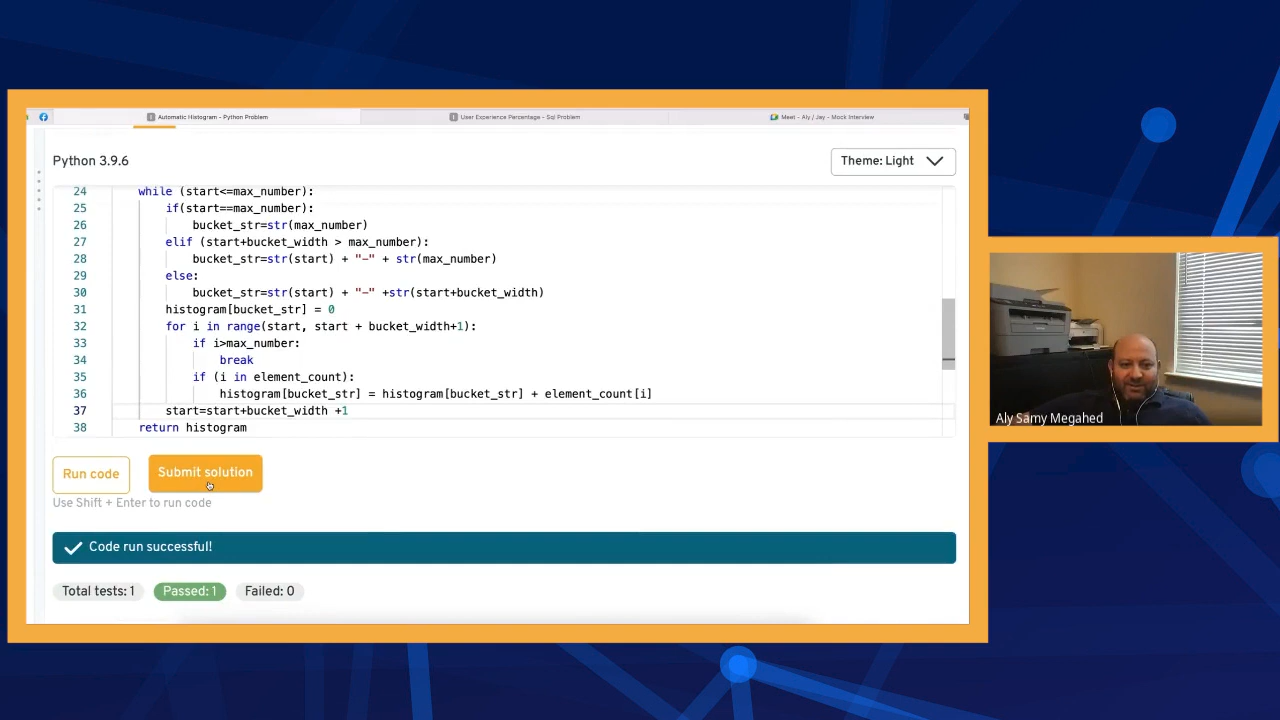 Automatic Histogram - Python Problem
User Experience Percentage - Sql Problem
Meet - Aly / Jay - Mock Interview
Python 3.9.6
Theme: Light
24 while (start<=max_number):
25 if(start==max_number):
26 bucket_str=str(max_number)
27 elif (start+bucket_width > max_number):
28 bucket_str=str(start) + "-" + str(max_number)
29 else:
30 bucket_str=str(start) + "-" +str(start+bucket_width)
31 histogram[bucket_str] = 0
32 for i in range(start, start + bucket_width+1):
33 if i>max_number:
34 break
35 if (i in element_count):
36 histogram[bucket_str] = histogram[bucket_str] + element_count[i]
37 start=start+bucket_width +1
38 return histogram
Run code
Submit solution
Use Shift + Enter to run code
Code run successful!
Total tests: 1
Passed: 1
Failed: 0
Aly Samy Megahed